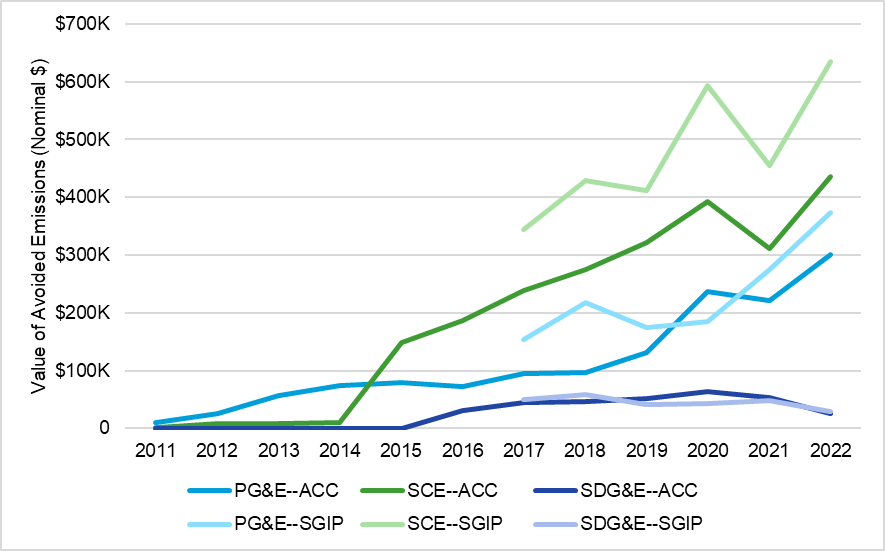 $700K
$600K
$500K
$400K
$300K
$200K
$100K
0
Value of Avoided Emissions (Nominal $)
2011 2012 2013 2014 2015 2016 2017 2018 2019 2020 2021 2022
PG&E--ACC SCE--ACC SDG&E--ACC
PG&E--SGIP SCE--SGIP SDG&E--SGIP